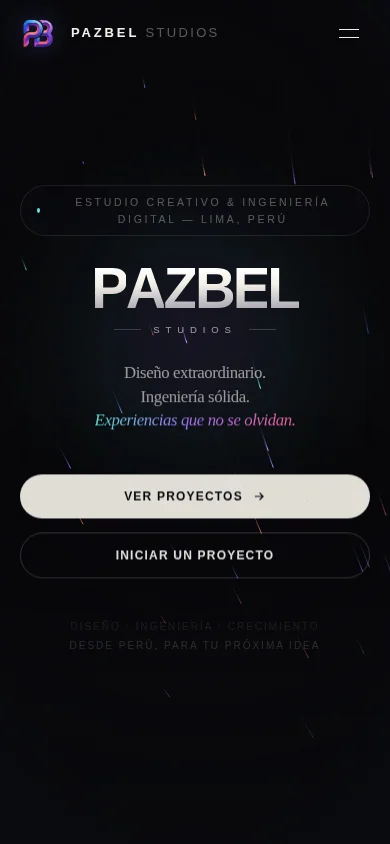 PAZBEL STUDIOS
ESTUDIO CREATIVO & INGENIERÍA
DIGITAL — LIMA, PERÚ
PAZBEL
STUDIOS
Diseño extraordinario.
Ingeniería sólida.
Experiencias que no se olvidan.
VER PROYECTOS →
INICIAR UN PROYECTO
DISEÑO · INGENIERÍA · CRECIMIENTO
DESDE PERÚ, PARA TU PRÓXIMA IDEA